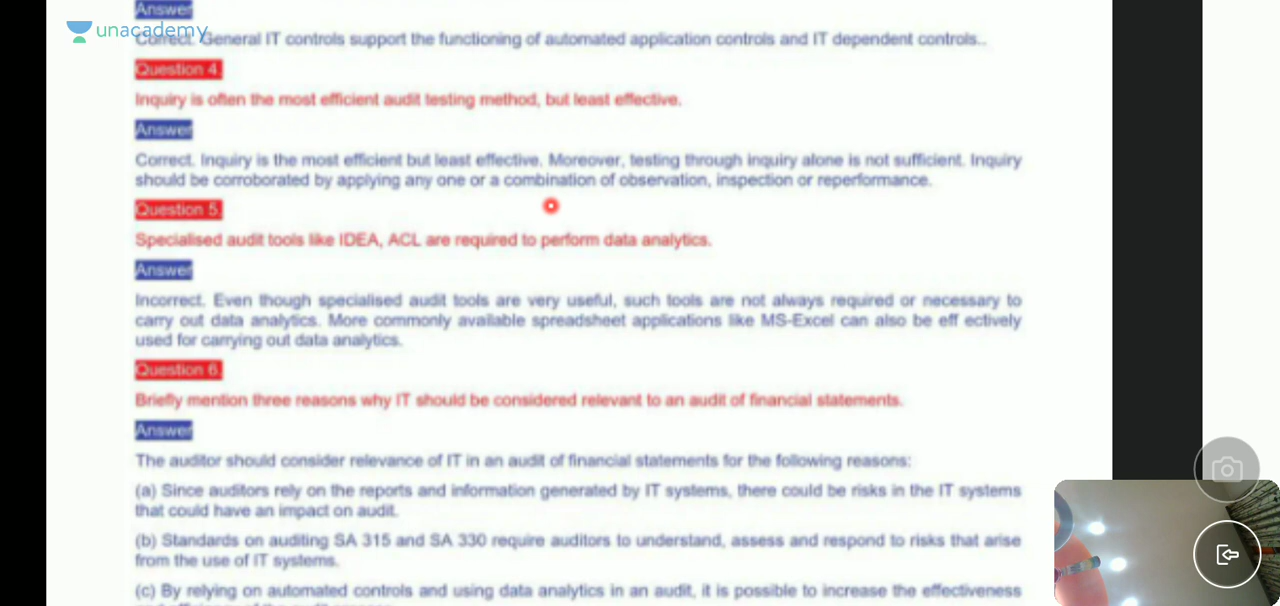 Answer
unacademy
Correct. General IT controls support the functioning of automated application controls and IT dependent controls..
Question 4.
Inquiry is often the most efficient audit testing method, but least effective.
Answer
Correct. Inquiry is the most efficient but least effective. Moreover, testing through inquiry alone is not sufficient. Inquiry
should be corroborated by applying any one or a combination of observation, inspection or reperformance.
Question 5.
Specialised audit tools like IDEA, ACL are required to perform data analytics.
Answer
Incorrect. Even though specialised audit tools are very useful, such tools are not always required or necessary to
carry out data analytics. More commonly available spreadsheet applications like MS-Excel can also be eff ectively
used for carrying out data analytics.
Question 6.
Briefly mention three reasons why IT should be considered relevant to an audit of financial statements.
Answer
The auditor should consider relevance of IT in an audit of financial statements for the following reasons:
(a) Since auditors rely on the reports and information generated by IT systems, there could be risks in the IT systems
that could have an impact on audit.
(b) Standards on auditing SA 315 and SA 330 require auditors to understand, assess and respond to risks that arise
from the use of IT systems.
(c) By relying on automated controls and using data analytics in an audit, it is possible to increase the effectiveness